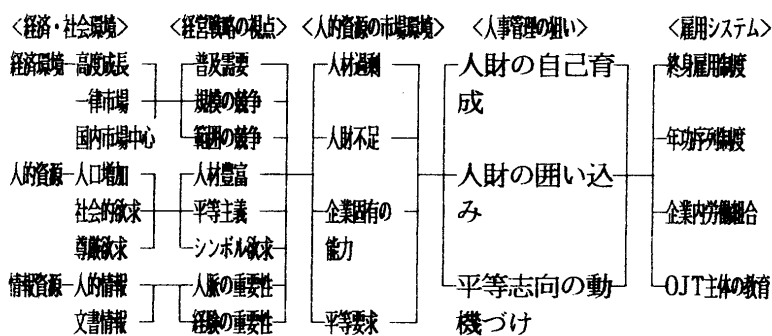 <経済・社会環境> <経営戦略の視点> <人的資源の市場環境> <人事管理の狙い> <雇用システム>
経済環境 高度成長 普及需要 人材過剰 人財の自己育成 終身雇用制度
一律市場 規模の競争
国内市場中心 範囲の競争 人財不足 年功序列制度
人的資源 人口増加 人材豊富 人財の囲い込み
社会的欲求 平等主義 企業固有の能力 企業内労働組合
尊厳欲求 シンボル欲求
情報資源 人的情報 人脈の重要性 平等志向の動機づけ OJT主体の教育
文書情報 経験の重要性 平等要求